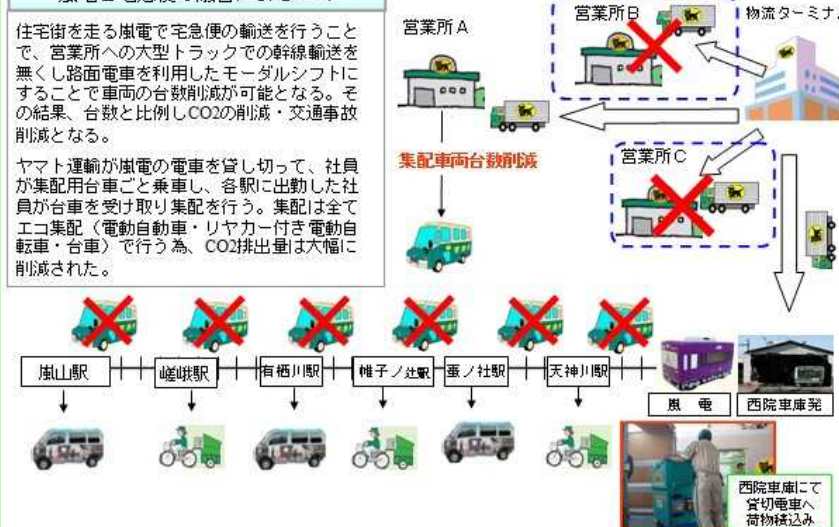 住宅街を走る嵐電で宅急便の輸送を行うこと
で、営業所への大型トラックでの幹線輸送を
無くし路面電車を利用したモーダルシフトに
することで車両の台数削減が可能となる。そ
の結果、台数と比例しCO2の削減・交通事故
削減となる。
ヤマト運輸が嵐電の電車を貸し切って、社員
が集配用台車ごと乗車し、各駅に出勤した社
員が台車を受け取り集配を行う。集配は全て
エコ集配（電動自動車・リヤカー付き電動自
転車・台車）で行う為、CO2排出量は大幅に
削減された。
営業所A
営業所B
物流ターミナ
集配車両台数削減
営業所C
嵐山駅
嵯峨駅
有栖川駅
帷子ノ辻駅
蚕ノ社駅
天神川駅
嵐 電
西院車庫発
西院車庫にて
貸切電車へ
荷物積込み